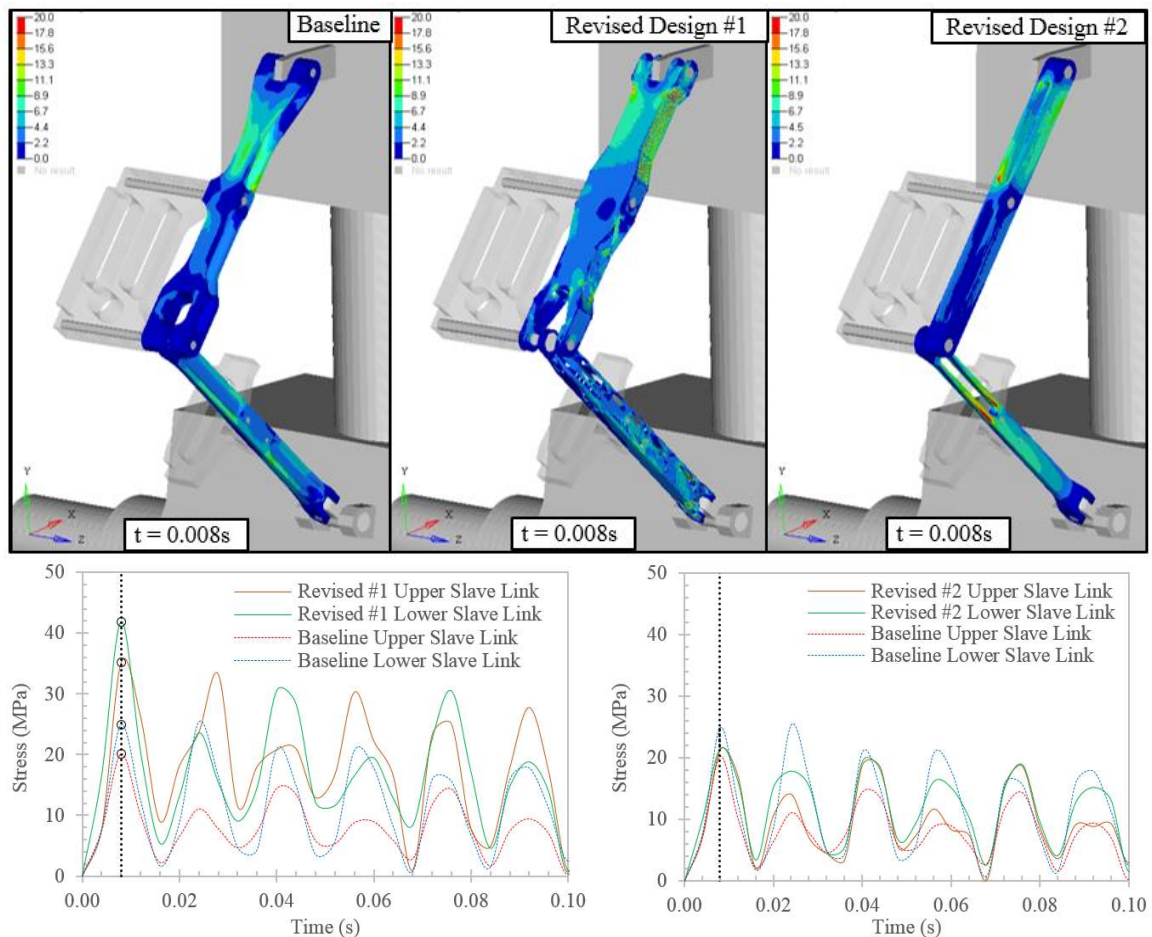 Baseline
20.0
17.8
15.6
13.3
11.1
8.9
6.7
4.4
2.2
0.0
No result
Y
X
Z
t = 0.008s
Revised Design #1
20.0
17.8
15.6
13.3
11.1
8.9
6.7
4.4
2.2
0.0
No result
Y
X
Z
t = 0.008s
Revised Design #2
20.0
17.8
15.6
13.3
11.1
8.9
6.7
4.4
2.2
0.0
No result
Y
X
Z
t = 0.008s
Revised #1 Upper Slave Link
Revised #1 Lower Slave Link
Baseline Upper Slave Link
Baseline Lower Slave Link
Stress (MPa)
50
40
30
20
10
0
0.00 0.02 0.04 0.06 0.08 0.10
Time (s)
Revised #2 Upper Slave Link
Revised #2 Lower Slave Link
Baseline Upper Slave Link
Baseline Lower Slave Link
Stress (MPa)
50
40
30
20
10
0
0.00 0.02 0.04 0.06 0.08 0.10
Time (s)